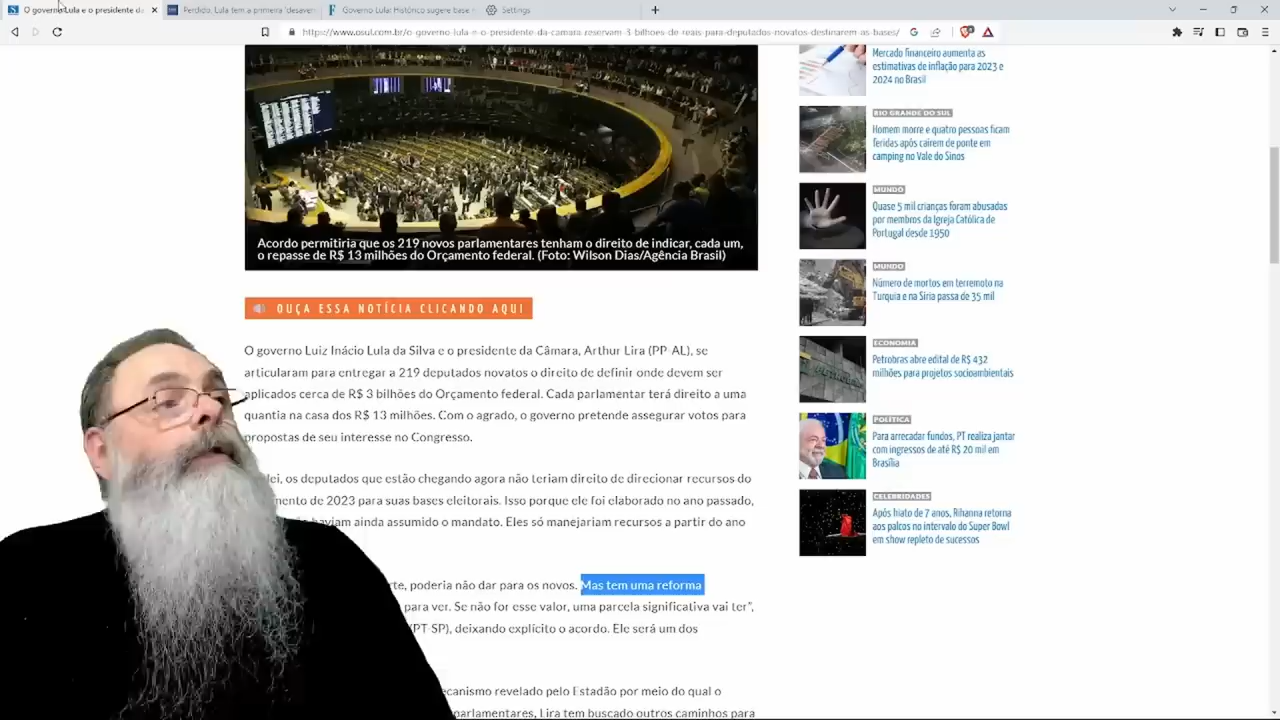 O governo Lula e o presidente da
Perdido, Lula tem a primeira 'desaven
Governo Lula: Histórico sugere base
Settings
https://www.osul.com.br/o-governo-lula-e-o-presidente-da-camara-reservam-3-bilhoes-de-reais-para-deputados-novatos-destinarem-as-bases/
Acordo permitiria que os 219 novos parlamentares tenham o direito de indicar, cada um,
o repasse de R$ 13 milhões do Orçamento federal. (Foto: Wilson Dias/Agência Brasil)
OUÇA ESSA NOTÍCIA CLICANDO AQUI
O governo Luiz Inácio Lula da Silva e o presidente da Câmara, Arthur Lira (PP-AL), se
articularam para entregar a 219 deputados novatos o direito de definir onde devem ser
aplicados cerca de R$ 3 bilhões do Orçamento federal. Cada parlamentar terá direito a uma
quantia na casa dos R$ 13 milhões. Com o agrado, o governo pretende assegurar votos para
propostas de seu interesse no Congresso.
lei, os deputados que estão chegando agora não teriam direito de direcionar recursos do
mento de 2023 para suas bases eleitorais. Isso porque ele foi elaborado no ano passado,
haviam ainda assumido o mandato. Eles só manejariam recursos a partir do ano
rte, poderia não dar para os novos. Mas tem uma reforma
para ver. Se não for esse valor, uma parcela significativa vai ter",
(PT-SP), deixando explícito o acordo. Ele será um dos
ecanismo revelado pelo Estadão por meio do qual o
parlamentares, Lira tem buscado outros caminhos para
Mercado financeiro aumenta as
estimativas de inflação para 2023 e
2024 no Brasil
RIO GRANDE DO SUL
Homem morre e quatro pessoas ficam
feridas após caírem de ponte em
camping no Vale do Sinos
MUNDO
Quase 5 mil crianças foram abusadas
por membros da Igreja Católica de
Portugal desde 1950
MUNDO
Número de mortos em terremoto na
Turquia e na Síria passa de 35 mil
ECONOMIA
Petrobras abre edital de R$ 432
milhões para projetos socioambientais
POLÍTICA
Para arrecadar fundos, PT realiza jantar
com ingressos de até R$ 20 mil em
Brasília
CELEBRIDADES
Após hiato de 7 anos, Rihanna retorna
aos palcos no intervalo do Super Bowl
em show repleto de sucessos